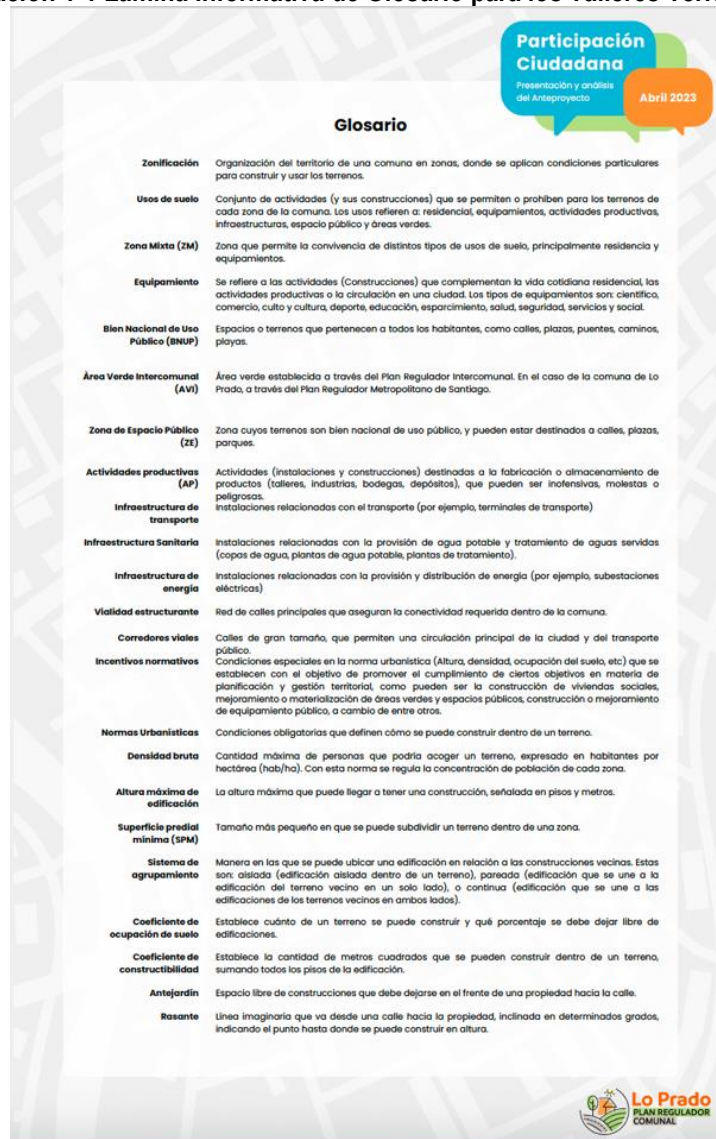 Lámina Informativa de Glosario para los Talleres
Participación
Ciudadana
Presentación y análisis
del Anteproyecto
Abril 2023
Glosario
Zonificación
Organización del territorio de una comuna en zonas, donde se aplican condiciones particulares
para construir y usar los terrenos.
Usos de suelo
Conjunto de actividades (y sus construcciones) que se permiten o prohíben para los terrenos de
cada zona de la comuna. Los usos refieren a: residencial, equipamientos, actividades productivas,
infraestructuras, espacio público y áreas verdes.
Zona Mixta (ZM)
Zona que permite la convivencia de distintos tipos de usos de suelo, principalmente residencia y
equipamientos.
Equipamiento
Se refiere a las actividades (Construcciones) que complementan la vida cotidiana residencial, las
actividades productivas o la circulación en una ciudad. Los tipos de equipamientos son: científico,
comercio, culto y cultura, deporte, educación, esparcimiento, salud, seguridad, servicios y social.
Bien Nacional de Uso
Público (BNUP)
Espacios o terrenos que pertenecen a todos los habitantes, como calles, plazas, puentes, caminos,
playas.
Área Verde Intercomunal
(AVI)
Área verde establecida a través del Plan Regulador Intercomunal. En el caso de la comuna de Lo
Prado, a través del Plan Regulador Metropolitano de Santiago.
Zona de Espacio Público
(ZE)
Zona cuyos terrenos son bien nacional de uso público, y pueden estar destinados a calles, plazas,
parques.
Actividades productivas
(AP)
Actividades (instalaciones y construcciones) destinadas a la fabricación o almacenamiento de
productos (talleres, industrias, bodegas, depósitos), que pueden ser inofensivas, molestas o
peligrosas.
Infraestructura de
transporte
Instalaciones relacionadas con el transporte (por ejemplo, terminales de transporte)
Infraestructura Sanitaria
Instalaciones relacionadas con la provisión de agua potable y tratamiento de aguas servidas
(copas de agua, plantas de agua potable, plantas de tratamiento).
Infraestructura de
energía
Instalaciones relacionadas con la provisión y distribución de energía (por ejemplo, subestaciones
eléctricas)
Vialidad estructurante
Red de calles principales que aseguran la conectividad requerida dentro de la comuna.
Corredores viales
Calles de gran tamaño, que permiten una circulación principal de la ciudad y del transporte
público.
Incentivos normativos
Condiciones especiales en la norma urbanística (Altura, densidad, ocupación del suelo, etc) que se
establecen con el objetivo de promover el cumplimiento de ciertos objetivos en materia de
planificación y gestión territorial, como pueden ser la construcción de viviendas sociales,
mejoramiento o materialización de áreas verdes y espacios públicos, construcción o mejoramiento
de equipamiento público, a cambio de entre otros.
Normas Urbanísticas
Condiciones obligatorias que definen cómo se puede construir dentro de un terreno.
Densidad bruta
Cantidad máxima de personas que podría acoger un terreno, expresado en habitantes por
hectárea (hab/ha). Con esta norma se regula la concentración de población de cada zona.
Altura máxima de
edificación
La altura máxima que puede llegar a tener una construcción, señalada en pisos y metros.
Superficie predial
mínima (SPM)
Tamaño más pequeño en que se puede subdividir un terreno dentro de una zona.
Sistema de
agrupamiento
Manera en las que se puede ubicar una edificación en relación a las construcciones vecinas. Estas
son: aislada (edificación aislada dentro de un terreno), pareada (edificación que se une a la
edificación del terreno vecino en un solo lado), o continua (edificación que se une a las
edificaciones de los terrenos vecinos en ambos lados).
Coeficiente de
ocupación de suelo
Establece cuánto de un terreno se puede construir y qué porcentaje se debe dejar libre de
edificaciones.
Coeficiente de
constructibilidad
Establece la cantidad de metros cuadrados que se pueden construir dentro de un terreno,
sumando todos los pisos de la edificación.
Antejardín
Espacio libre de construcciones que debe dejarse en el frente de una propiedad hacia la calle.
Rasante
Línea imaginaria que va desde una calle hacia la propiedad, inclinada en determinados grados,
indicando el punto hasta donde se puede construir en altura.
Lo Prado
PLAN REGULADOR
COMUNAL